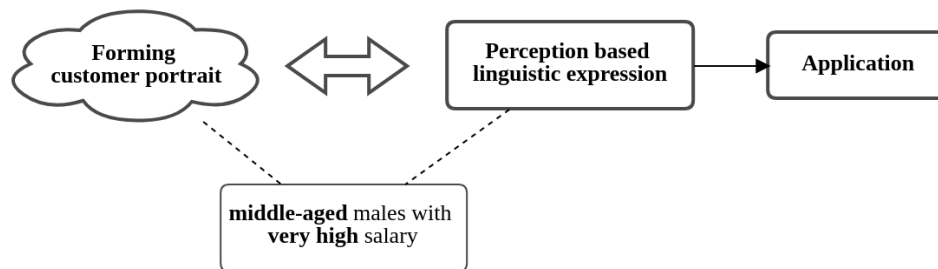 Forming
customer portrait
Perception based
linguistic expression
Application
middle-aged males with
very high salary